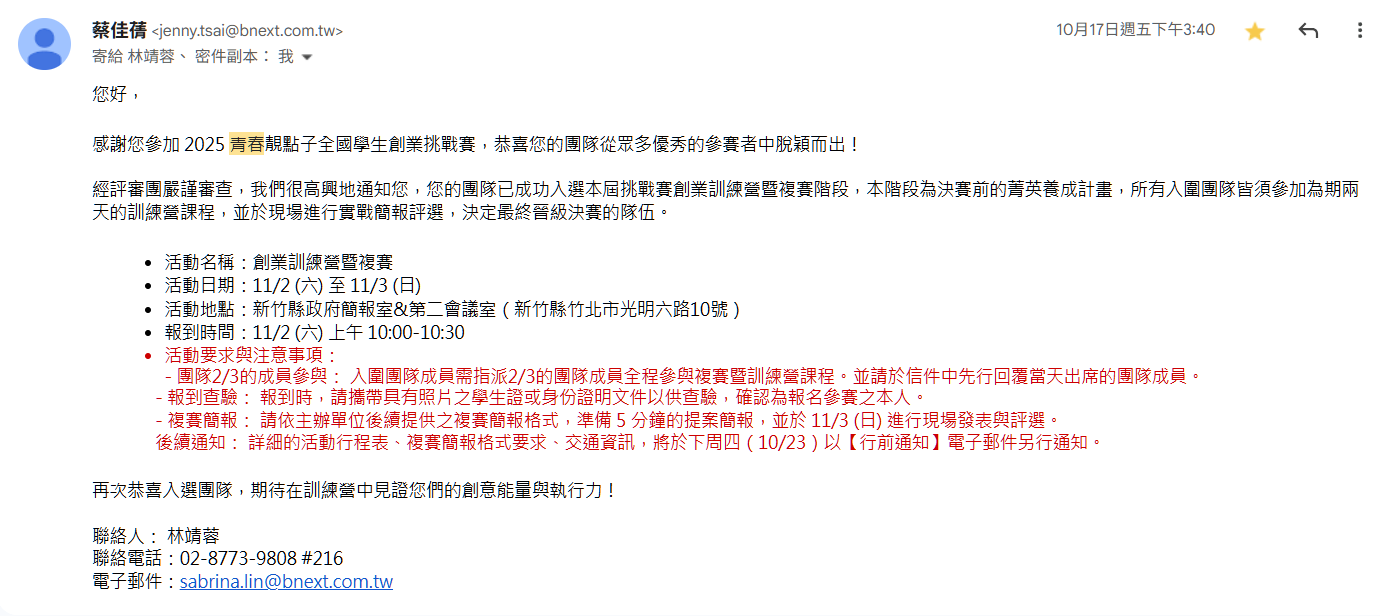 蔡佳蒨 <jenny.tsai@bnext.com.tw>
10月17日週五下午3:40
寄給 林靖蓉、 密件副本： 我
您好，
感謝您參加 2025 青春靚點子全國學生創業挑戰賽，恭喜您的團隊從眾多優秀的參賽者中脫穎而出！
經評審團嚴謹審查，我們很高興地通知您，您的團隊已成功入選本屆挑戰賽創業訓練營暨複賽階段，本階段為決賽前的菁英養成計畫，所有入圍團隊皆須參加為期兩
天的訓練營課程，並於現場進行實戰簡報評選，決定最終晉級決賽的隊伍。
• 活動名稱：創業訓練營暨複賽
• 活動日期：11/2 (六) 至 11/3 (日)
• 活動地點：新竹縣政府簡報室&第二會議室（新竹縣竹北市光明六路10號）
• 報到時間：11/2 (六) 上午 10:00-10:30
• 活動要求與注意事項：
- 團隊2/3的成員參與： 入圍團隊成員需指派2/3的團隊成員全程參與複賽暨訓練營課程。並請於信件中先行回覆當天出席的團隊成員。
- 報到查驗： 報到時，請攜帶具有照片之學生證或身份證明文件以供查驗，確認為報名參賽之本人。
- 複賽簡報： 請依主辦單位後續提供之複賽簡報格式，準備 5 分鐘的提案簡報，並於 11/3 (日) 進行現場發表與評選。
後續通知： 詳細的活動行程表、複賽簡報格式要求、交通資訊，將於下周四（10/23）以【行前通知】電子郵件另行通知。
再次恭喜入選團隊，期待在訓練營中見證您們的創意能量與執行力！
聯絡人： 林靖蓉
聯絡電話：02-8773-9808 #216
電子郵件：sabrina.lin@bnext.com.tw